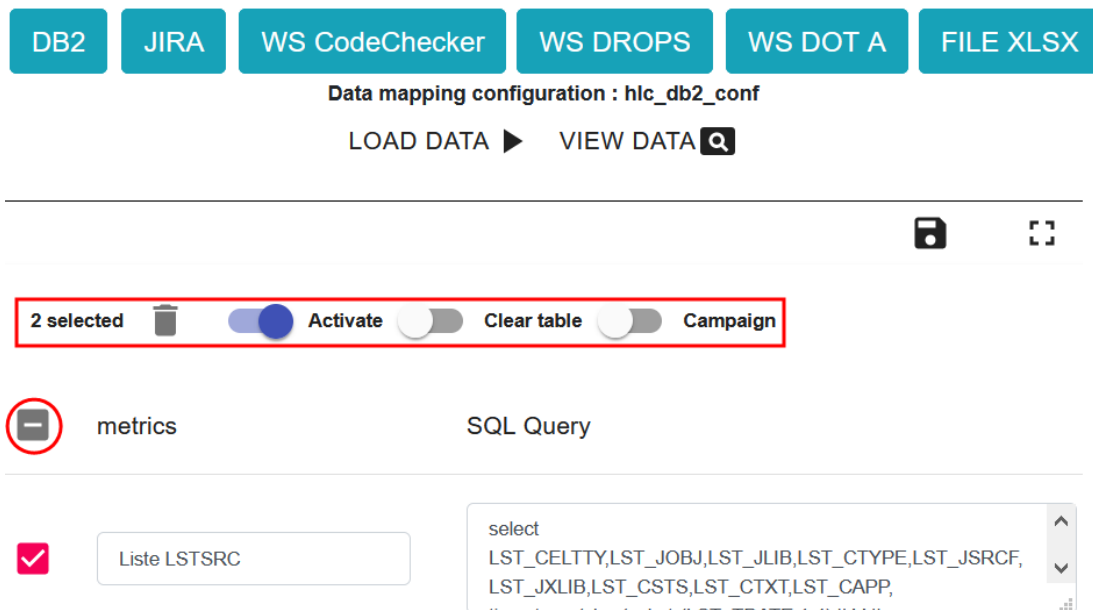 DB2 JIRA WS CodeChecker WS DROPS WS DOT A FILE XLSX
Data mapping configuration : hlc_db2_conf
LOAD DATA VIEW DATA
2 selected Activate Clear table Campaign
metrics SQL Query
Liste LSTSRC
select
LST_CELTTY,LST_JOBJ,LST_JLIB,LST_CTYPE,LST_JSRCF,
LST_JXLIB,LST_CSTS,LST_CTXT,LST_CAPP,